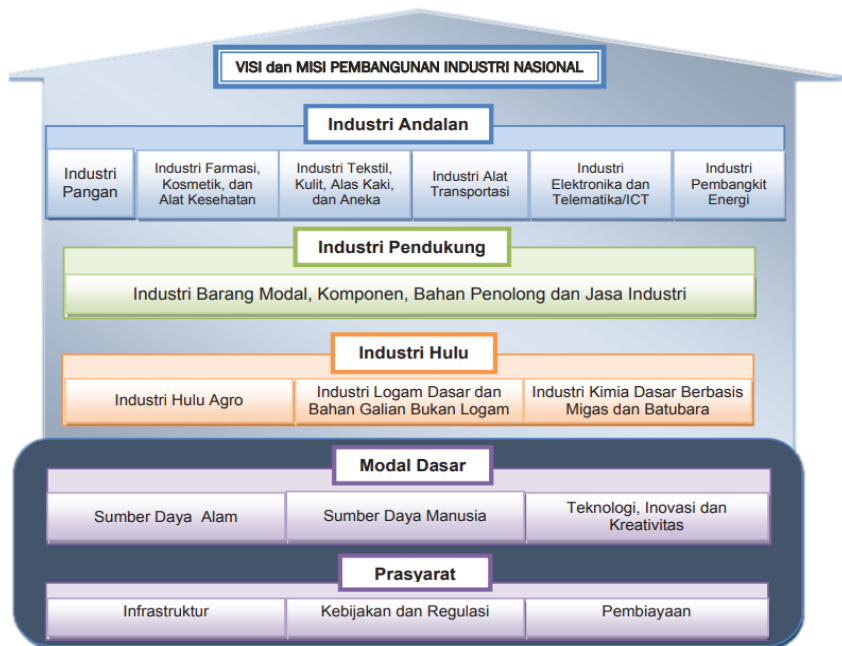 VISI dan MISI PEMBANGUNAN INDUSTRI NASIONAL
Industri Andalan
Industri
Pangan
Industri Farmasi,
Kosmetik, dan
Alat Kesehatan
Industri Tekstil,
Kulit, Alas Kaki,
dan Aneka
Industri Alat
Transportasi
Industri
Elektronika dan
Telematika/ICT
Industri
Pembangkit
Energi
Industri Pendukung
Industri Barang Modal, Komponen, Bahan Penolong dan Jasa Industri
Industri Hulu
Industri Hulu Agro
Industri Logam Dasar dan
Bahan Galian Bukan Logam
Industri Kimia Dasar Berbasis
Migas dan Batubara
Modal Dasar
Sumber Daya Alam
Sumber Daya Manusia
Teknologi, Inovasi dan
Kreativitas
Prasyarat
Infrastruktur
Kebijakan dan Regulasi
Pembiayaan